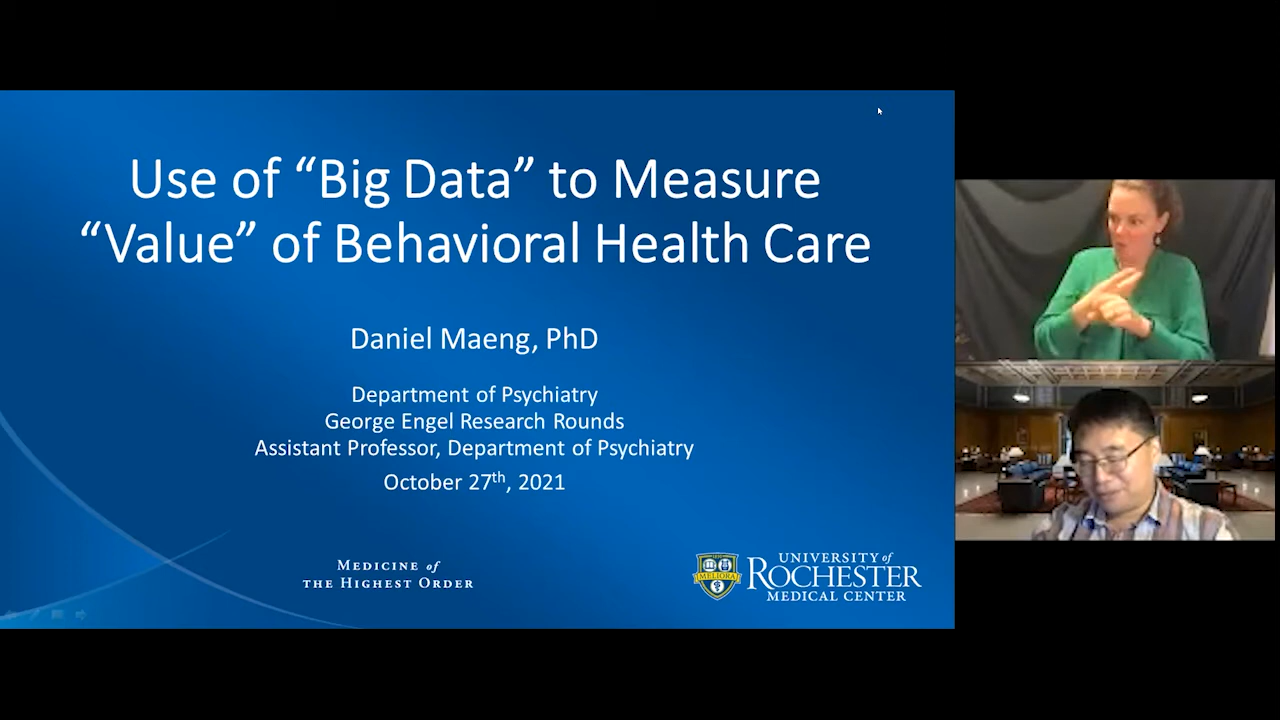 Use of “Big Data” to Measure
“Value” of Behavioral Health Care
Daniel Maeng, PhD
Department of Psychiatry
George Engel Research Rounds
Assistant Professor, Department of Psychiatry
October 27th, 2021
MEDICINE of
THE HIGHEST ORDER
MELIORA
UNIVERSITY of
ROCHESTER
MEDICAL CENTER